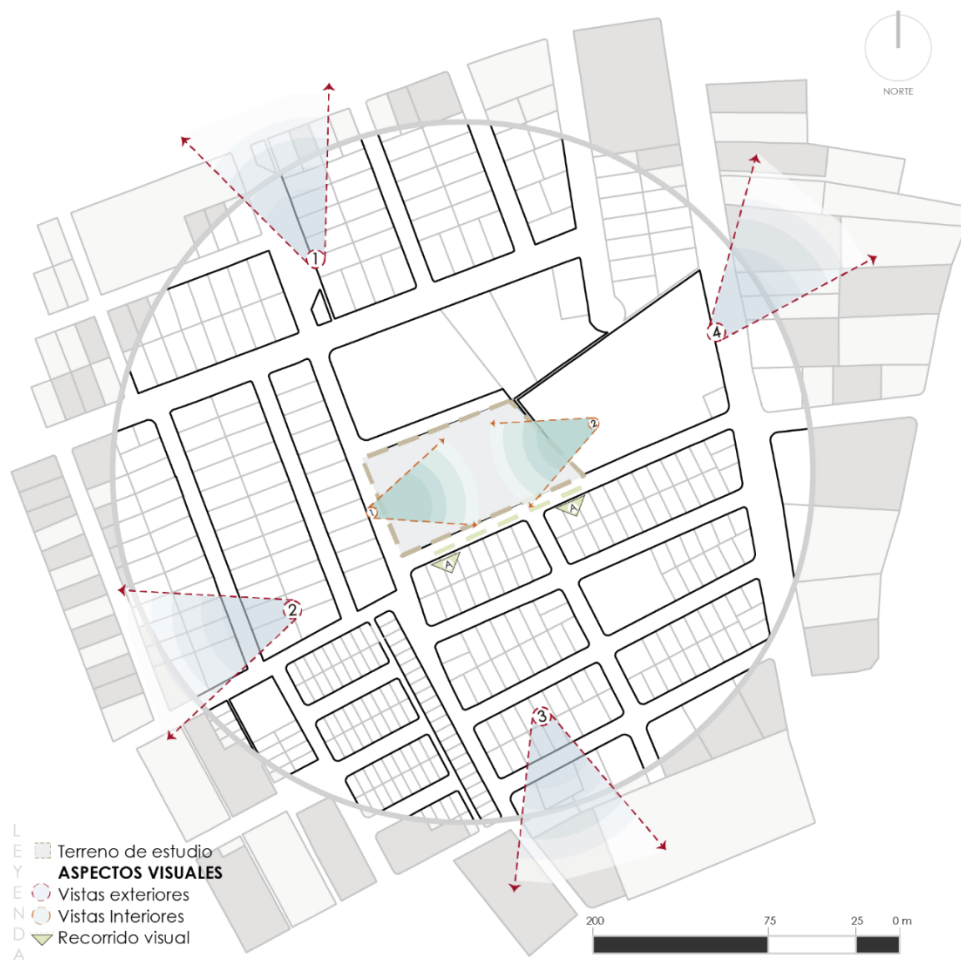 NORTE
1
4
2
1
A
A
2
3
LEYENDA
Terreno de estudio
ASPECTOS VISUALES
Vistas exteriores
Vistas Interiores
Recorrido visual
200 75 25 0 m